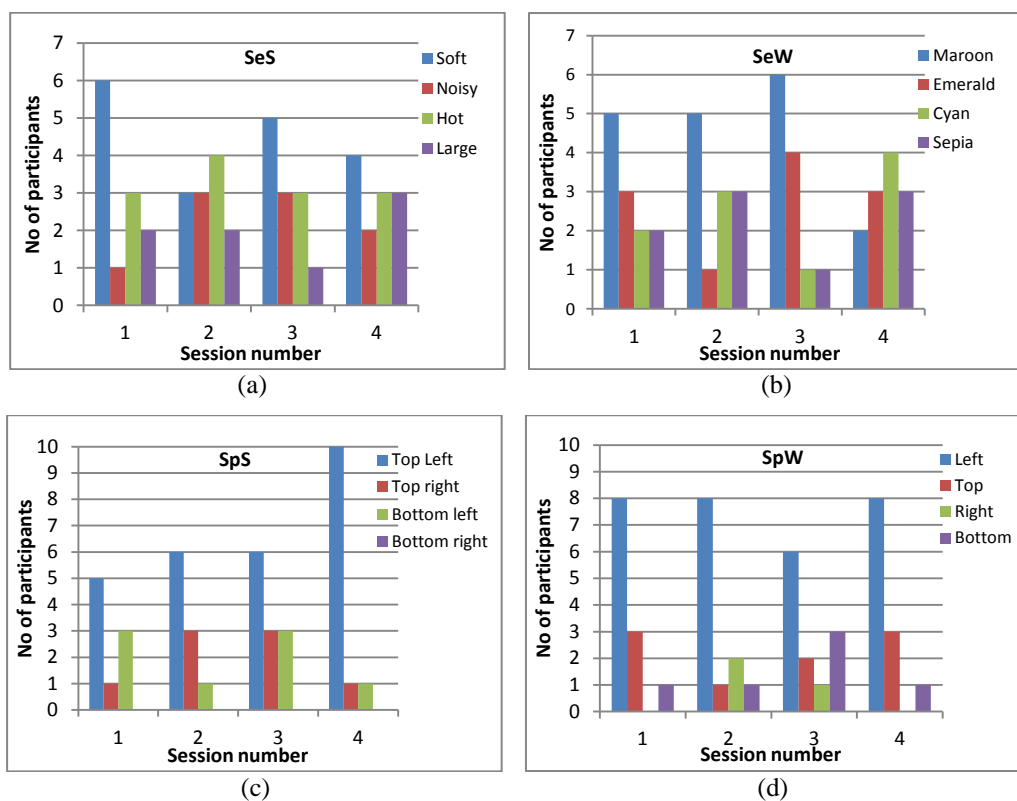 SeS
7
6
5
4
3
2
1
0
No of participants
1 2 3 4
Session number
Soft
Noisy
Hot
Large
(a)
SeW
7
6
5
4
3
2
1
0
No of participants
1 2 3 4
Session number
Maroon
Emerald
Cyan
Sepia
(b)
SpS
10
9
8
7
6
5
4
3
2
1
0
No of participants
1 2 3 4
Session number
Top Left
Top right
Bottom left
Bottom right
(c)
SpW
10
9
8
7
6
5
4
3
2
1
0
No of participants
1 2 3 4
Session number
Left
Top
Right
Bottom
(d)